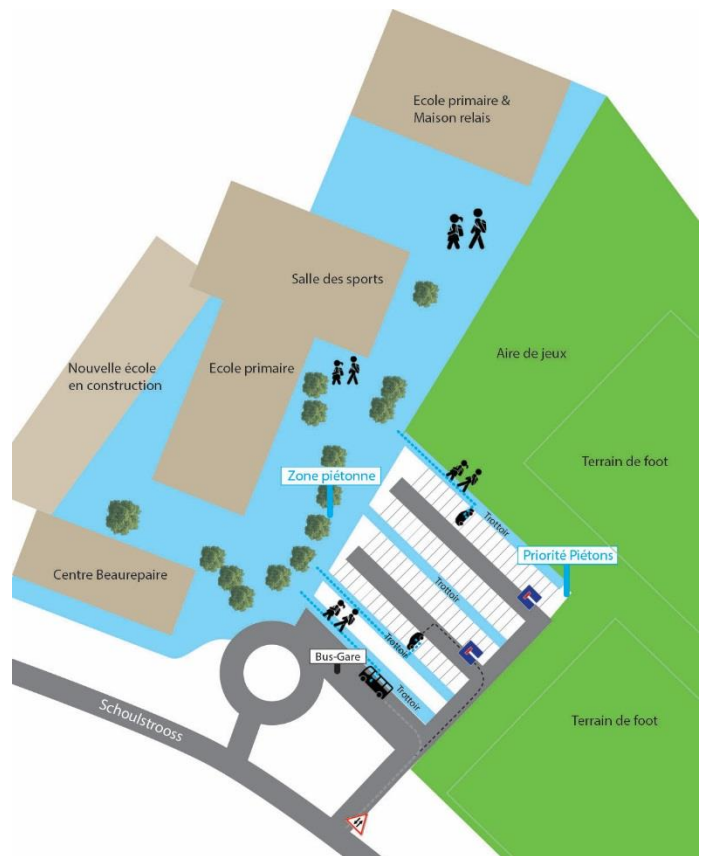 Ecole primaire &
Maison relais
Salle des sports
Aire de jeux
Nouvelle école
en construction
Ecole primaire
Terrain de foot
Zone piétonne
Trottoir
Priorité Piétons
Centre Beaurepaire
Trottoir
Trottoir
Bus-Gare
Trottoir
Terrain de foot
Schoulstrooss